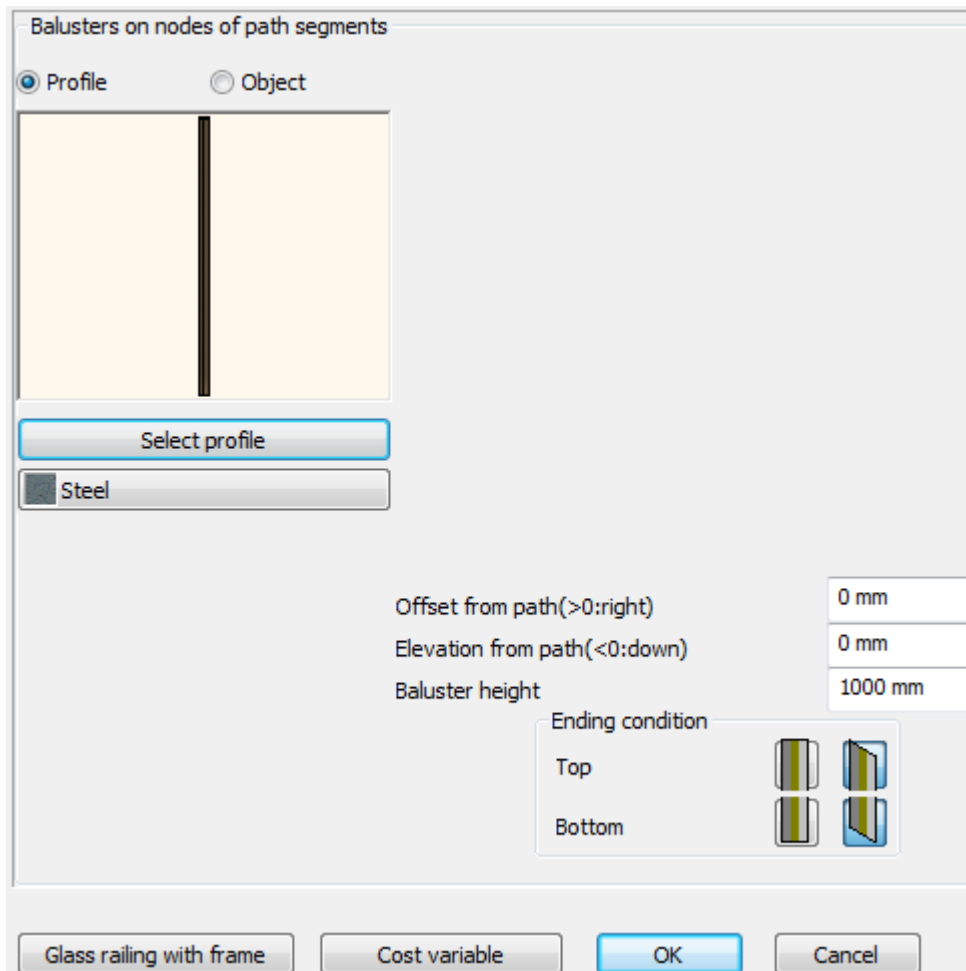 Balusters on nodes of path segments
Profile
Object
Select profile
Steel
Offset from path(>0:right)
0 mm
Elevation from path(<0:down)
0 mm
Baluster height
1000 mm
Ending condition
Top
Bottom
Glass railing with frame
Cost variable
OK
Cancel